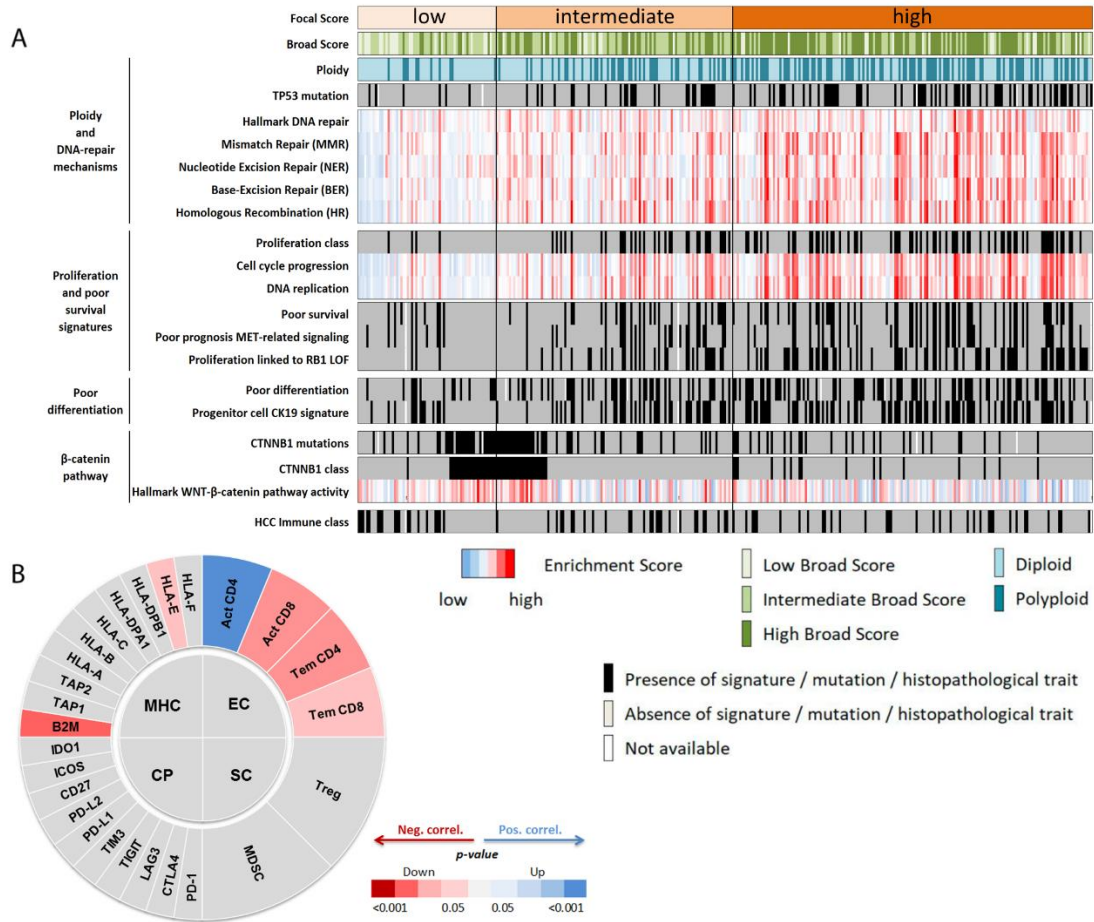 Focal Score
low
intermediate
high
A
Broad Score
Ploidy
TP53 mutation
Ploidy
and
DNA-repair
mechanisms
Hallmark DNA repair
Mismatch Repair (MMR)
Nucleotide Excision Repair (NER)
Base-Excision Repair (BER)
Homologous Recombination (HR)
Proliferation class
Proliferation
and poor
survival
signatures
Cell cycle progression
DNA replication
Poor survival
Poor prognosis MET-related signaling
Proliferation linked to RB1 LOF
Poor
differentiation
Poor differentiation
Progenitor cell CK19 signature
β-catenin
pathway
CTNNB1 mutations
CTNNB1 class
Hallmark WNT-β-catenin pathway activity
HCC Immune class
B
Enrichment Score
low
high
Low Broad Score
Intermediate Broad Score
High Broad Score
Diploid
Polyploid
Presence of signature / mutation / histopathological trait
Absence of signature / mutation / histopathological trait
Not available
MHC
EC
CP
SC
Act CD4
Act CD8
Tem CD4
Tem CD8
Treg
MDSC
PD-1
CTLA4
LAG3
TIGIT
TIM3
PD-L1
PD-L2
CD27
ICOS
IDO1
B2M
TAP1
TAP2
HLA-A
HLA-B
HLA-C
HLA-DPA1
HLA-DPB1
HLA-E
HLA-F
Neg. correl.
Pos. correl.
p-value
Down
Up
<0.001
0.05
0.05
<0.001